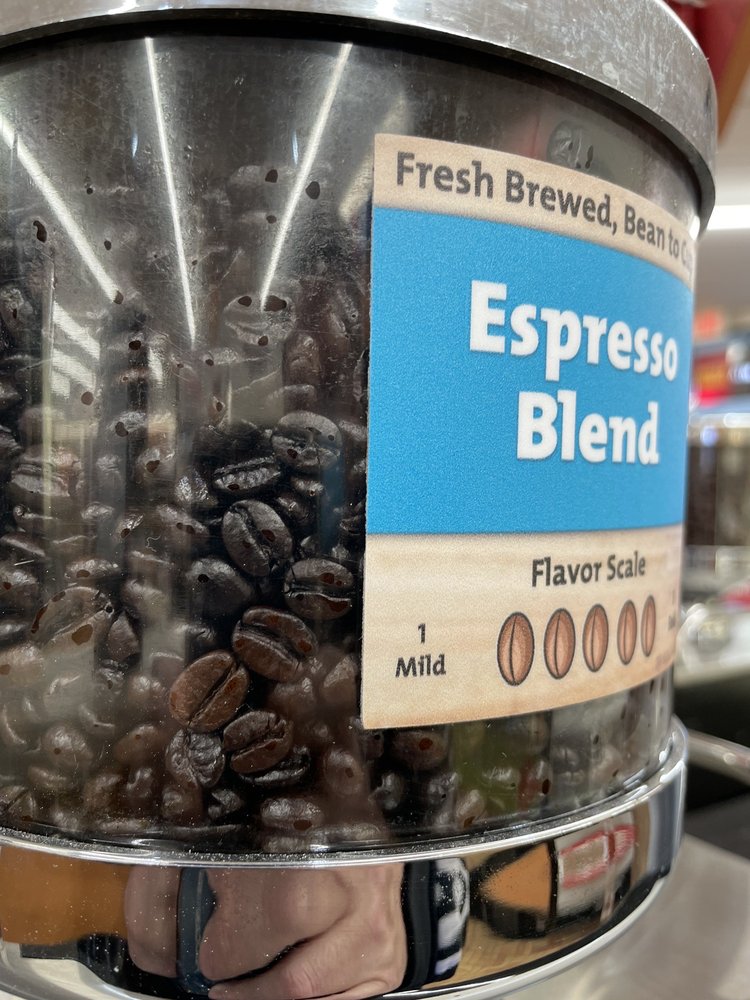 Fresh Brewed, Bean to
Espresso
Blend
Flavor Scale
1
Mild